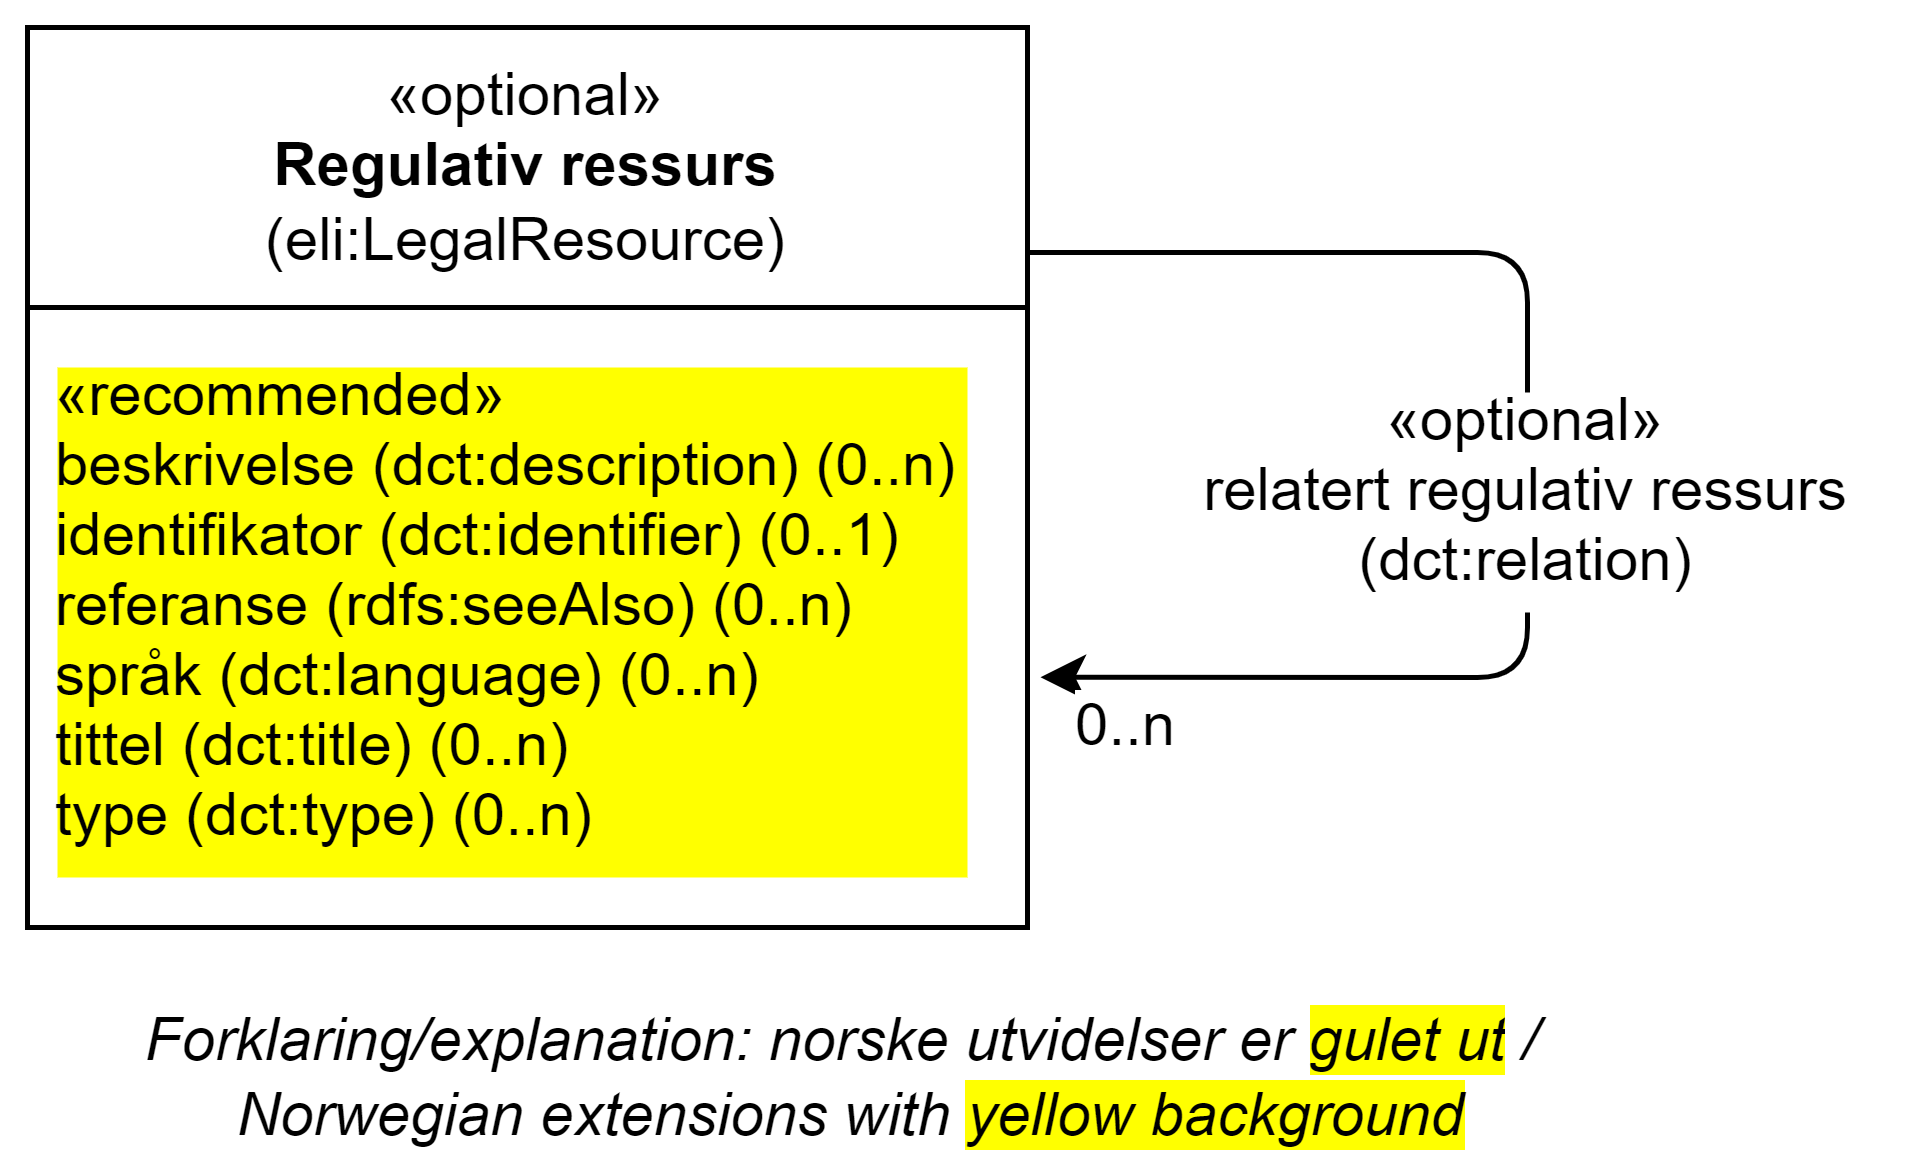 «optional»
Regulativ ressurs
(eli:LegalResource)
«recommended»
beskrivelse (dct:description) (0..n)
identifikator (dct:identifier) (0..1)
referanse (rdfs:seeAlso) (0..n)
språk (dct:language) (0..n)
tittel (dct:title) (0..n)
type (dct:type) (0..n)
«optional»
relatert regulativ ressurs
(dct:relation)
0..n
Forklaring/explanation: norske utvidelser er gulet ut /
Norwegian extensions with yellow background